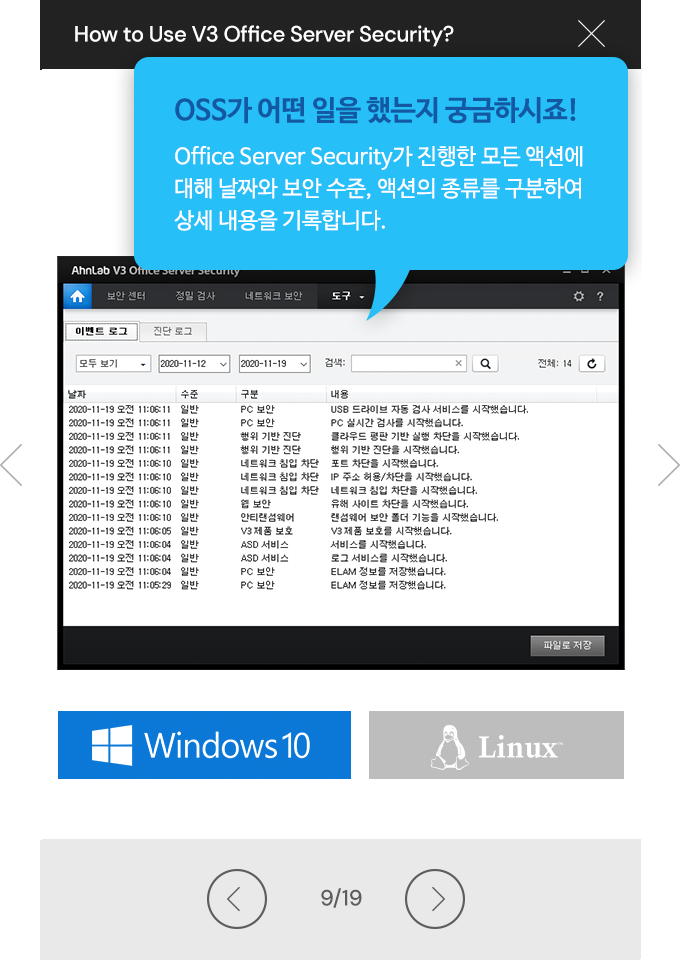 How to Use V3 Office Server Security?
OSS가 어떤 일을 했는지 궁금하시죠!
Office Server Security가 진행한 모든 액션에
대해 날짜와 보안 수준, 액션의 종류를 구분하여
상세 내용을 기록합니다.
AhnLab V3 Office Server Security
보안 센터 정밀 검사 네트워크 보안 도구 ?
이벤트 로그 진단 로그
모두 보기 2020-11-12 2020-11-19 검색: 전체: 14
날짜 수준 구분 내용
2020-11-19 오전 11:06:11 일반 PC 보안 USB 드라이브 자동 검사 서비스를 시작했습니다.
2020-11-19 오전 11:06:11 일반 PC 보안 PC 실시간 검사를 시작했습니다.
2020-11-19 오전 11:06:11 일반 행위 기반 진단 클라우드 평판 기반 실행 차단을 시작했습니다.
2020-11-19 오전 11:06:11 일반 행위 기반 진단 행위 기반 진단을 시작했습니다.
2020-11-19 오전 11:06:10 일반 네트워크 침입 차단 포트 차단을 시작했습니다.
2020-11-19 오전 11:06:10 일반 네트워크 침입 차단 IP 주소 허용/차단을 시작했습니다.
2020-11-19 오전 11:06:10 일반 네트워크 침입 차단 네트워크 침입 차단을 시작했습니다.
2020-11-19 오전 11:06:10 일반 웹 보안 유해 사이트 차단을 시작했습니다.
2020-11-19 오전 11:06:10 일반 안티랜섬웨어 랜섬웨어 보안 폴더 기능을 시작했습니다.
2020-11-19 오전 11:06:05 일반 V3 제품 보호 V3 제품 보호를 시작했습니다.
2020-11-19 오전 11:06:04 일반 ASD 서비스 서비스를 시작했습니다.
2020-11-19 오전 11:06:04 일반 ASD 서비스 로그 서비스를 시작했습니다.
2020-11-19 오전 11:06:04 일반 PC 보안 ELAM 정보를 저장했습니다.
2020-11-19 오전 11:05:29 일반 PC 보안 ELAM 정보를 저장했습니다.
파일로 저장
Windows 10 Linux™
9/19